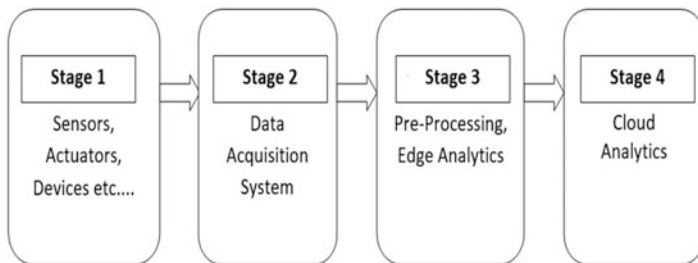 Stage 1
Sensors,
Actuators,
Devices etc....
Stage 2
Data
Acquisition
System
Stage 3
Pre-Processing,
Edge Analytics
Stage 4
Cloud
Analytics